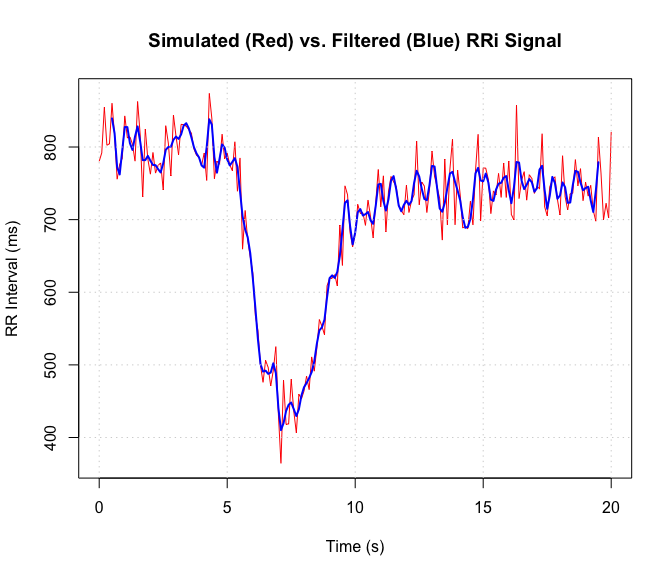 Simulated (Red) vs. Filtered (Blue) RRi Signal
RR Interval (ms)
800
700
600
500
400
0 5 10 15 20
Time (s)